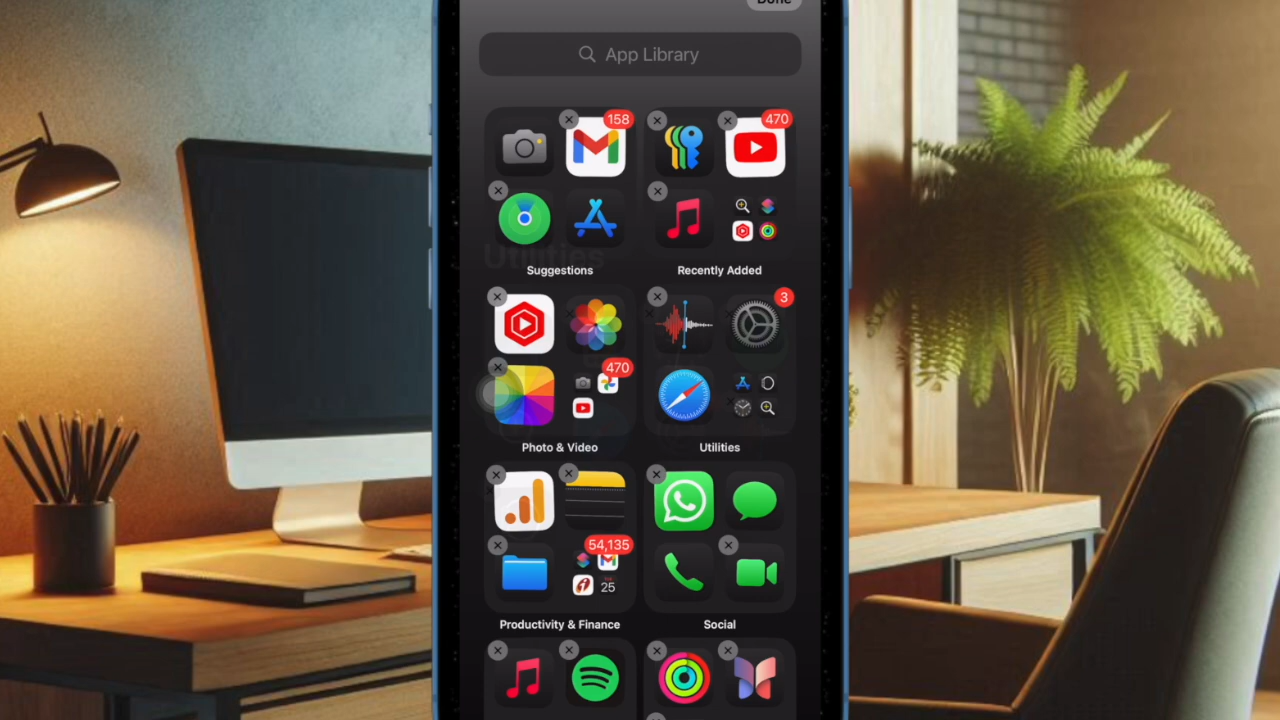 Done
App Library
158
470
Utilities
Suggestions
Recently Added
3
470
Photo & Video
Utilities
54,135
25
Productivity & Finance
Social